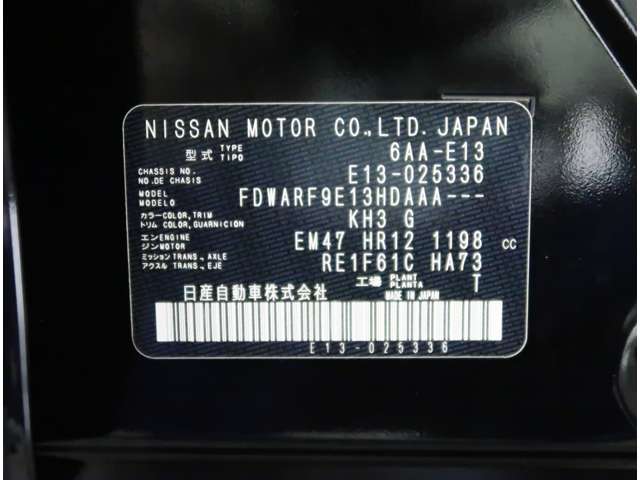 NISSAN MOTOR CO.,LTD.JAPAN
型式 TYPE TIPO 6AA-E13
CHASSIS NO. NO.DE CHASSIS E13-025336
MODEL MODELO FDWARF9E13HDAAA---
カラー COLOR,TRIM トリム COLOR,GUARNICION KH3 G
エンジン ENGINE MOTOR EM47 HR12 1198 cc
ミッション TRANS.,AXLE アクスル TRANS.,EJE RE1F61C HA73
工場 PLANT PLANTA T
日産自動車株式会社 MADE IN JAPAN
E13-025336